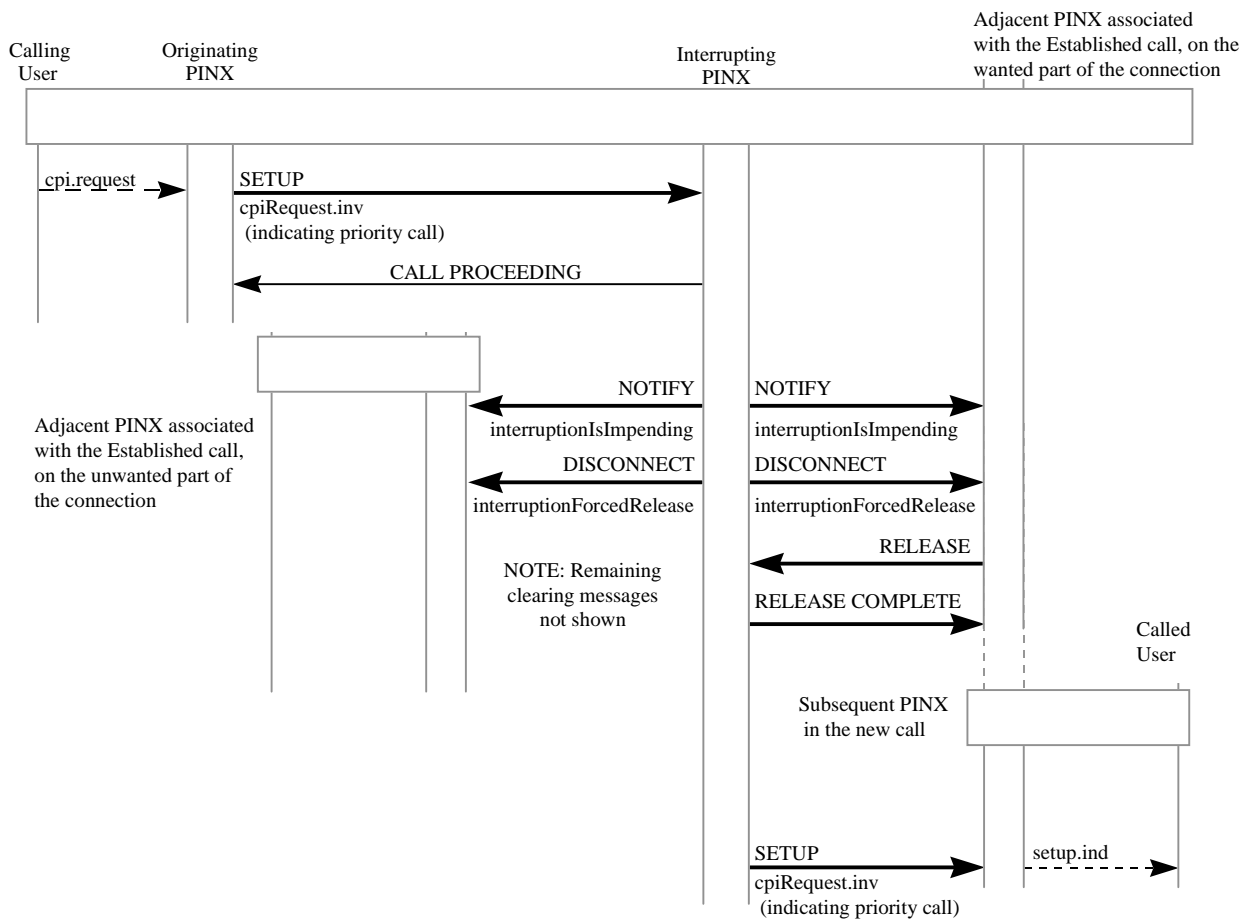 Calling
User
Originating
PINX
Interrupting
PINX
Adjacent PINX associated
with the Established call, on the
wanted part of the connection
cpi.request
SETUP
cpiRequest.inv
(indicating priority call)
CALL PROCEEDING
NOTIFY
NOTIFY
interruptionIsImpending
interruptionIsImpending
Adjacent PINX associated
with the Established call,
on the unwanted part of
the connection
DISCONNECT
DISCONNECT
interruptionForcedRelease
interruptionForcedRelease
RELEASE
NOTE: Remaining
clearing messages
not shown
RELEASE COMPLETE
Called
User
Subsequent PINX
in the new call
SETUP
cpiRequest.inv
(indicating priority call)
setup.ind